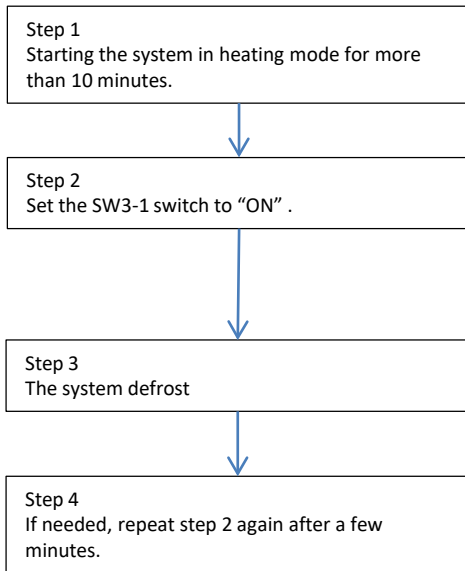 Step 1
Starting the system in heating mode for more
than 10 minutes.
Step 2
Set the SW3-1 switch to “ON” .
Step 3
The system defrost
Step 4
If needed, repeat step 2 again after a few
minutes.